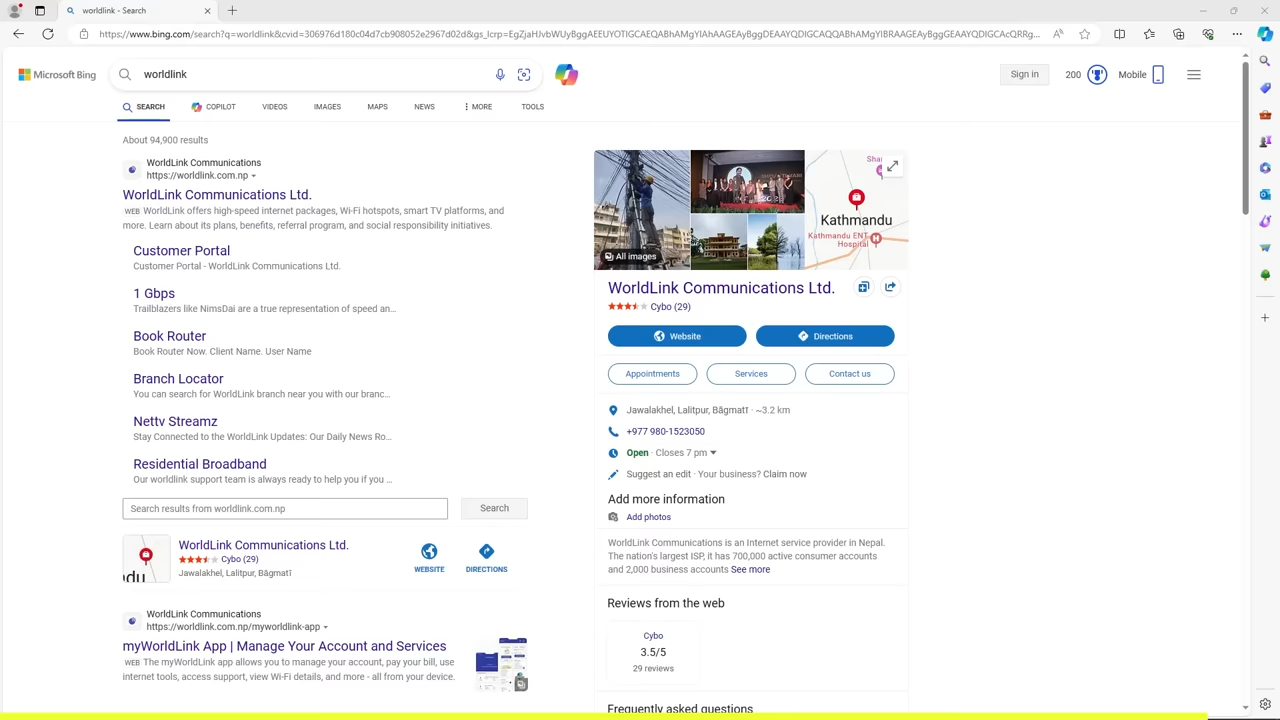 worldlink - Search
https://www.bing.com/search?q=worldlink&cvid=306976d180c04d7cb908052e2967d02d&gs_lcrp=EgZjaHJvbWUyBggAEEUYOTIGCAEQABhAMgYIAhAAGEAyBggDEAAYQDIGCAQQABhAMgYIBRAAGEAyBggGEAAYQDIGCAcQRRg...
Microsoft Bing
worldlink
Sign in
200
Mobile
SEARCH
COPILOT
VIDEOS
IMAGES
MAPS
NEWS
MORE
TOOLS
About 94,900 results
WorldLink Communications
https://worldlink.com.np
WorldLink Communications Ltd.
WEB WorldLink offers high-speed internet packages, Wi-Fi hotspots, smart TV platforms, and
more. Learn about its plans, benefits, referral program, and social responsibility initiatives.
Customer Portal
Customer Portal - WorldLink Communications Ltd.
1 Gbps
Trailblazers like NimsDai are a true representation of speed an...
Book Router
Book Router Now. Client Name. User Name
Branch Locator
You can search for WorldLink branch near you with our branc...
Nettv Streamz
Stay Connected to the WorldLink Updates: Our Daily News Ro...
Residential Broadband
Our worldlink support team is always ready to help you if you ...
Search results from worldlink.com.np
Search
WorldLink Communications Ltd.
Cybo (29)
Jawalakhel, Lalitpur, Bāgmatī
WEBSITE
DIRECTIONS
WorldLink Communications
https://worldlink.com.np/myworldlink-app
myWorldLink App | Manage Your Account and Services
WEB The myWorldLink app allows you to manage your account, pay your bill, use
internet tools, access support, view Wi-Fi details, and more - all from your device.
All images
Kathmandu
Kathmandu ENT
Hospital
WorldLink Communications Ltd.
Cybo (29)
Website
Directions
Appointments
Services
Contact us
Jawalakhel, Lalitpur, Bāgmatī · ~3.2 km
+977 980-1523050
Open · Closes 7 pm
Suggest an edit · Your business? Claim now
Add more information
Add photos
WorldLink Communications is an Internet service provider in Nepal.
The nation's largest ISP, it has 700,000 active consumer accounts
and 2,000 business accounts See more
Reviews from the web
Cybo
3.5/5
29 reviews
Frequently asked questions